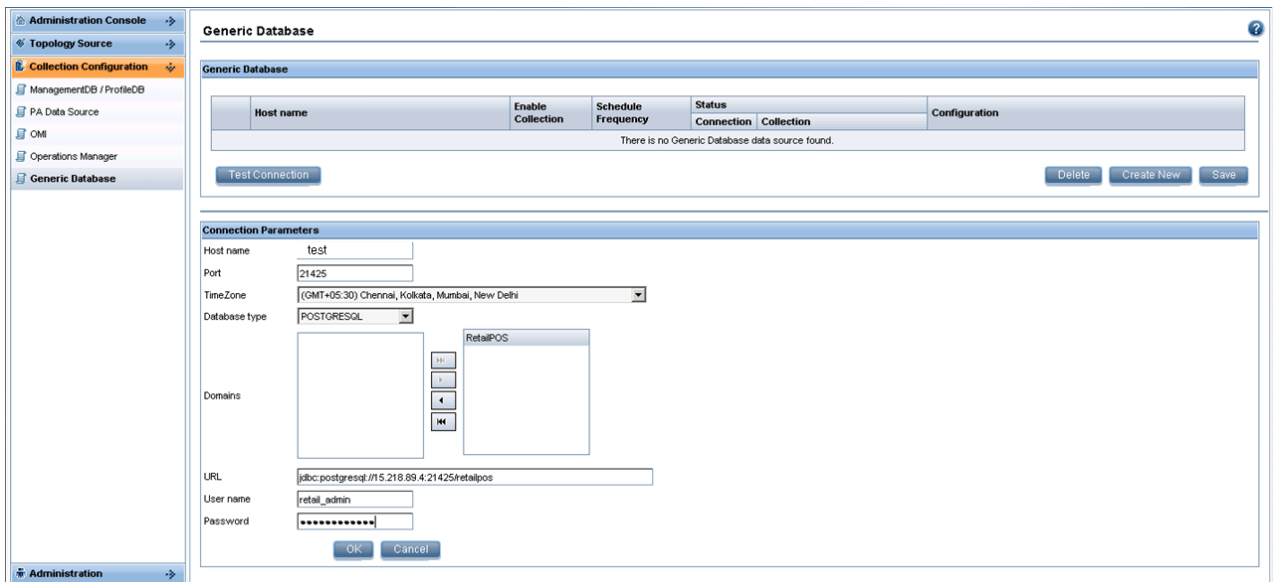 Administration Console
Topology Source
Collection Configuration
ManagementDB / ProfileDB
PA Data Source
OMI
Operations Manager
Generic Database
Administration
Generic Database
?
Generic Database
Host name
Enable Collection
Schedule Frequency
Status
Connection
Collection
Configuration
There is no Generic Database data source found.
Test Connection
Delete
Create New
Save
Connection Parameters
Host name test
Port 21425
TimeZone (GMT+05:30) Chennai, Kolkata, Mumbai, New Delhi
Database type POSTGRESQL
RetailPOS
Domains
URL jdbc:postgresql://15.218.89.4:21425/retailpos
User name retail_admin
Password ••••••••••••
OK Cancel